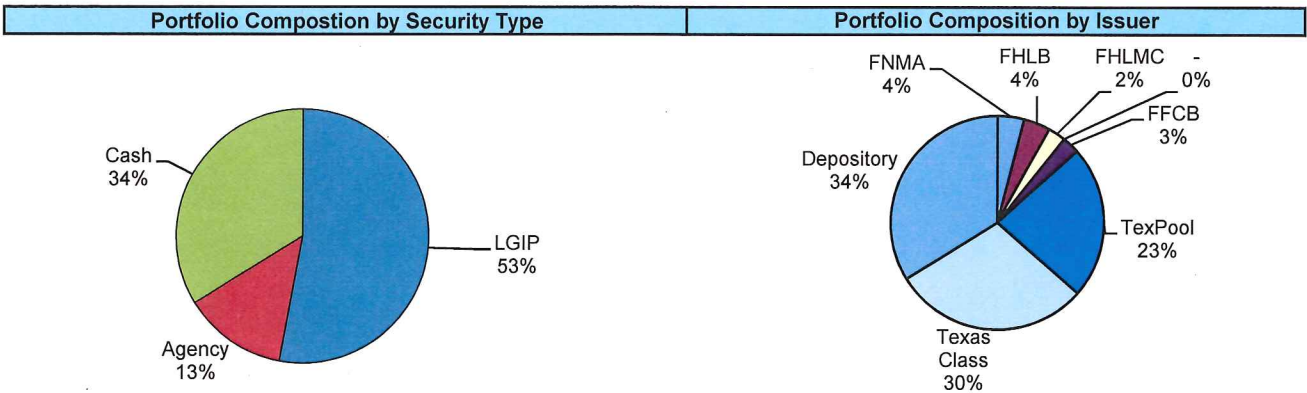 Portfolio Compostion by Security Type
Portfolio Composition by Issuer
Cash
34%
LGIP
53%
Agency
13%
FNMA
4%
FHLB
4%
FHLMC
2%
-
0%
FFCB
3%
Depository
34%
TexPool
23%
Texas
Class
30%